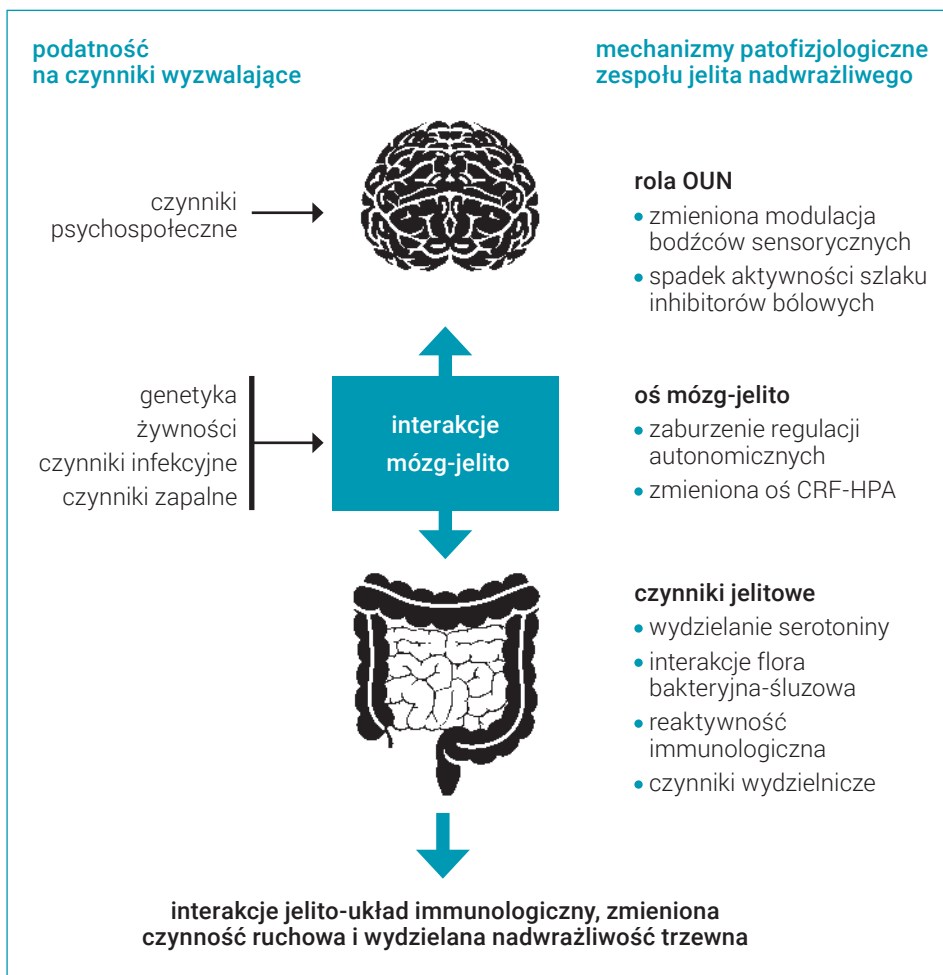 podatność
na czynniki wyzwalające
mechanizmy patofizjologiczne
zespołu jelita nadwrażliwego
czynniki
psychospołeczne
rola OUN
• zmieniona modulacja
bodźców sensorycznych
• spadek aktywności szlaku
inhibitorów bólowych
genetyka
żywności
czynniki infekcyjne
czynniki zapalne
interakcje
mózg-jelito
oś mózg-jelito
• zaburzenie regulacji
autonomicznych
• zmieniona oś CRF-HPA
czynniki jelitowe
• wydzielanie serotoniny
• interakcje flora
bakteryjna-śluzowa
• reaktywność
immunologiczna
• czynniki wydzielnicze
interakcje jelito-układ immunologiczny, zmieniona
czynność ruchowa i wydzielana nadwrażliwość trzewna